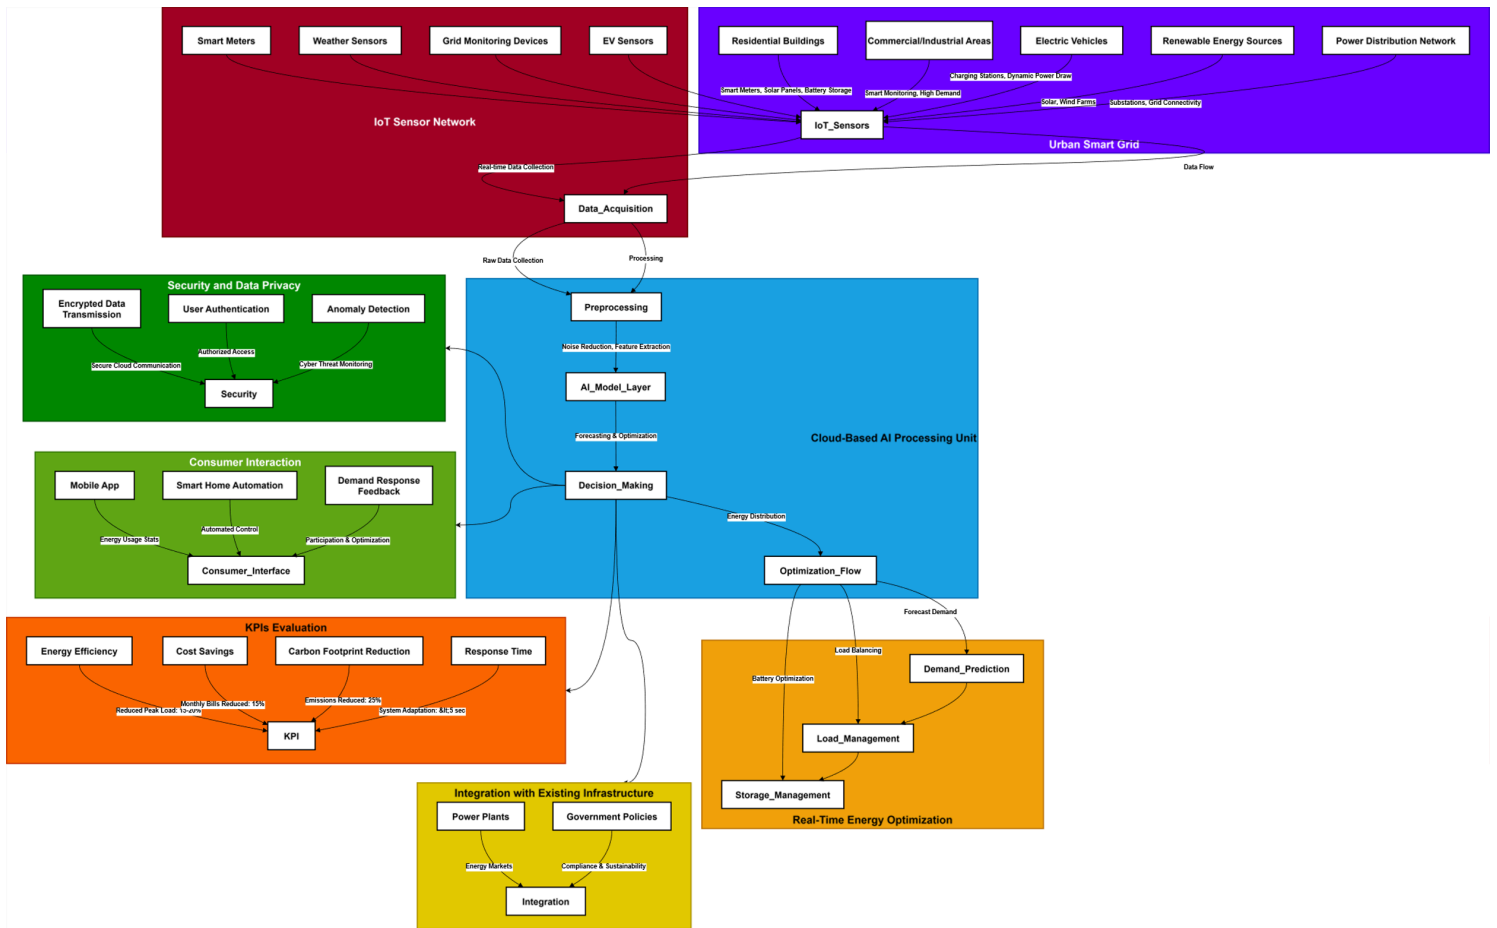 Smart Meters
Weather Sensors
Grid Monitoring Devices
EV Sensors
IoT Sensor Network
Residential Buildings
Commercial/Industrial Areas
Electric Vehicles
Renewable Energy Sources
Power Distribution Network
Charging Stations, Dynamic Power Draw
Smart Meters, Solar Panels, Battery Storage
Smart Monitoring, High Demand
Solar, Wind Farms
Substations, Grid Connectivity
IoT_Sensors
Urban Smart Grid
Real-time Data Collection
Data Flow
Data_Acquisition
Raw Data Collection
Processing
Security and Data Privacy
Encrypted Data
Transmission
User Authentication
Anomaly Detection
Authorized Access
Secure Cloud Communication
Cyber Threat Monitoring
Security
Preprocessing
Noise Reduction, Feature Extraction
AI_Model_Layer
Forecasting & Optimization
Cloud-Based AI Processing Unit
Decision_Making
Energy Distribution
Optimization_Flow
Consumer Interaction
Mobile App
Smart Home Automation
Demand Response
Feedback
Automated Control
Energy Usage Stats
Participation & Optimization
Consumer_Interface
KPIs Evaluation
Energy Efficiency
Cost Savings
Carbon Footprint Reduction
Response Time
Emissions Reduced: 25%
Monthly Bills Reduced: 15%
Reduced Peak Load: 15-20%
System Adaptation: &lt;5 sec
KPI
Forecast Demand
Load Balancing
Battery Optimization
Demand_Prediction
Load_Management
Storage_Management
Real-Time Energy Optimization
Integration with Existing Infrastructure
Power Plants
Government Policies
Energy Markets
Compliance & Sustainability
Integration